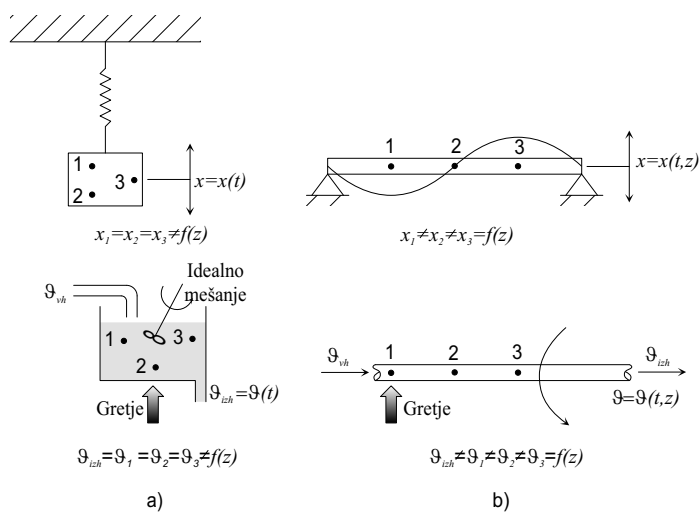 1
2
3
x=x(t)
x₁=x₂=x₃≠f(z)
1
2
3
x=x(t,z)
x₁≠x₂≠x₃=f(z)
ϑvh
Idealno
mešanje
1
2
3
Gretje
ϑizh=ϑ(t)
ϑizh=ϑ₁=ϑ₂=ϑ₃≠f(z)
ϑvh
1
2
3
ϑizh
Gretje
ϑ=ϑ(t,z)
ϑizh≠ϑ₁≠ϑ₂≠ϑ₃=f(z)
a)
b)